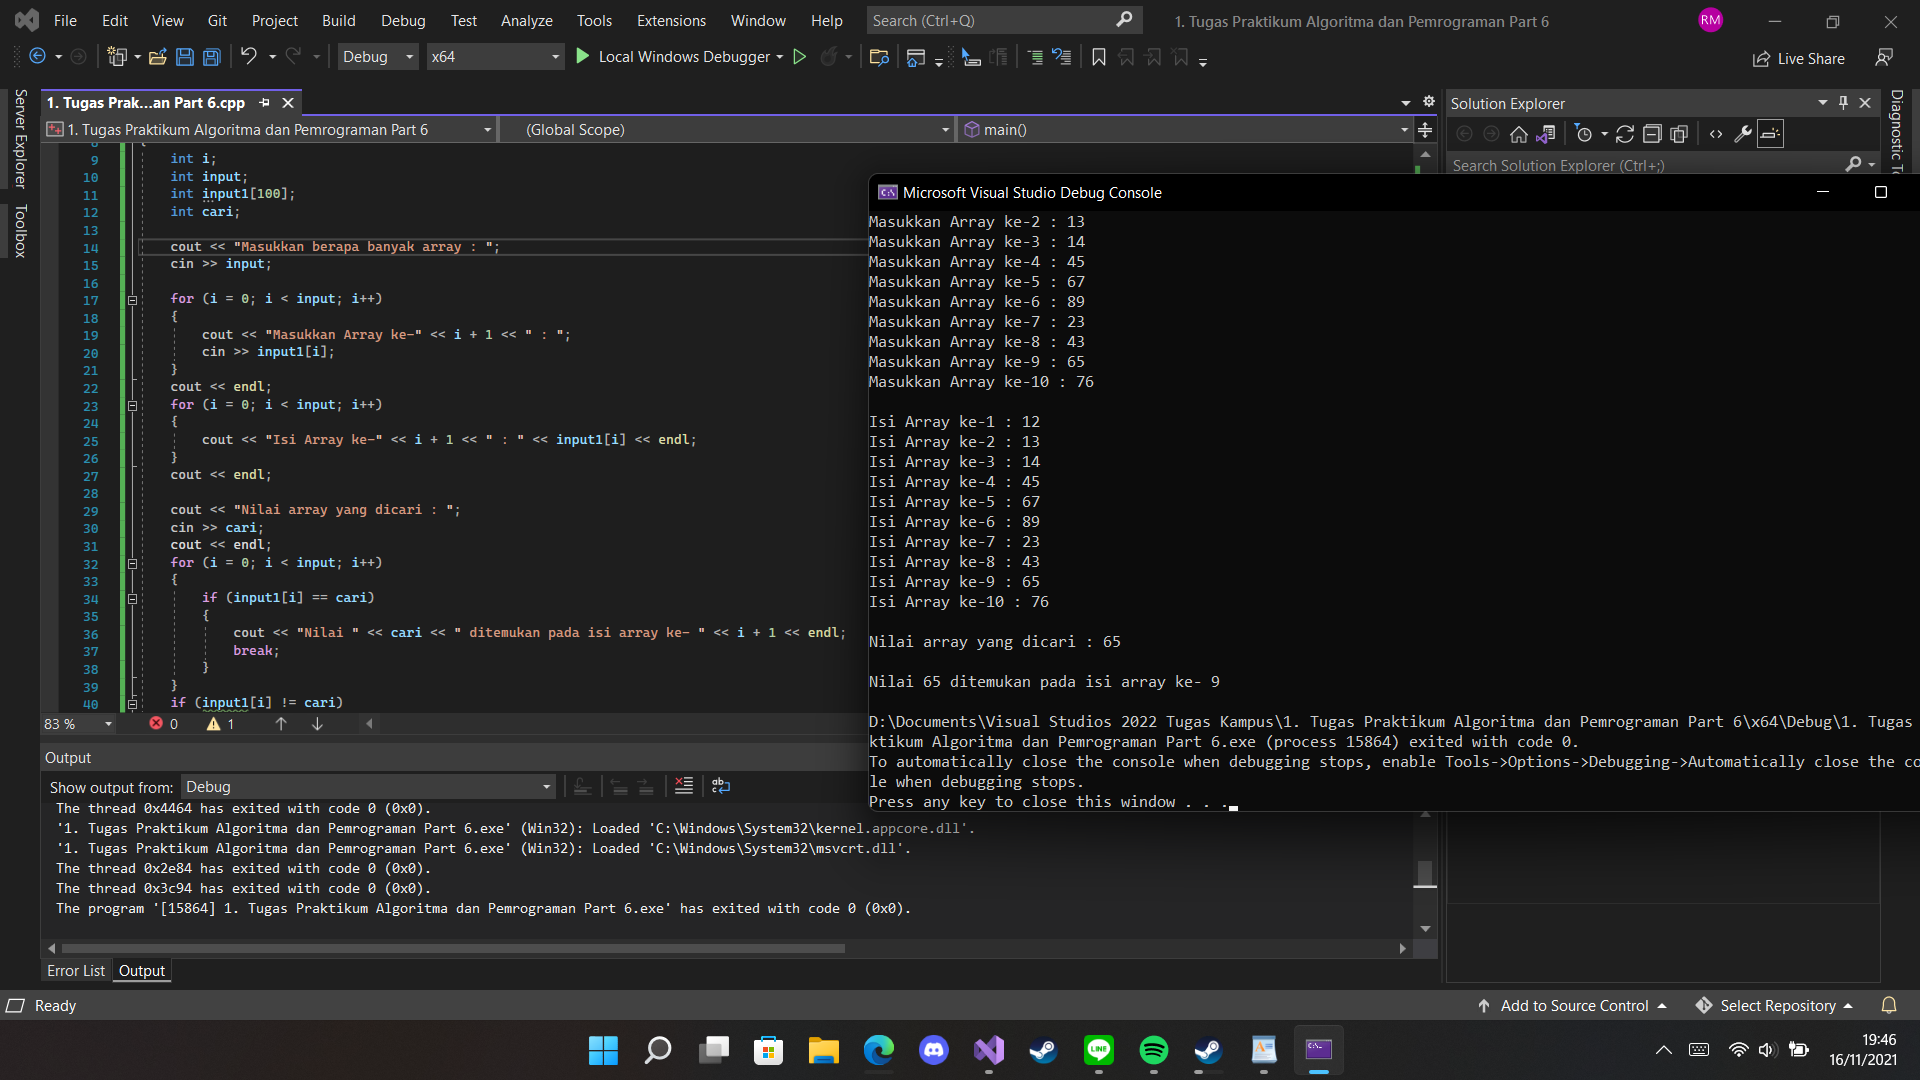 File Edit View Git Project Build Debug Test Analyze Tools Extensions Window Help Search (Ctrl+Q) 1. Tugas Praktikum Algoritma dan Pemrograman Part 6 RM
Debug x64 Local Windows Debugger Live Share
Server Explorer
Toolbox
1. Tugas Prak...an Part 6.cpp
1. Tugas Praktikum Algoritma dan Pemrograman Part 6 (Global Scope) main()
8 {
9 int i;
10 int input;
11 int input1[100];
12 int cari;
13
14 cout << "Masukkan berapa banyak array : ";
15 cin >> input;
16
17 for (i = 0; i < input; i++)
18 {
19 cout << "Masukkan Array ke-" << i + 1 << " : ";
20 cin >> input1[i];
21 }
22 cout << endl;
23 for (i = 0; i < input; i++)
24 {
25 cout << "Isi Array ke-" << i + 1 << " : " << input1[i] << endl;
26 }
27 cout << endl;
28
29 cout << "Nilai array yang dicari : ";
30 cin >> cari;
31 cout << endl;
32 for (i = 0; i < input; i++)
33 {
34 if (input1[i] == cari)
35 {
36 cout << "Nilai " << cari << " ditemukan pada isi array ke- " << i + 1 << endl;
37 break;
38 }
39 }
40 if (input1[i] != cari)
83 % 0 1
Solution Explorer
Search Solution Explorer (Ctrl+;)
Diagnostic To
Microsoft Visual Studio Debug Console
Masukkan Array ke-2 : 13
Masukkan Array ke-3 : 14
Masukkan Array ke-4 : 45
Masukkan Array ke-5 : 67
Masukkan Array ke-6 : 89
Masukkan Array ke-7 : 23
Masukkan Array ke-8 : 43
Masukkan Array ke-9 : 65
Masukkan Array ke-10 : 76
Isi Array ke-1 : 12
Isi Array ke-2 : 13
Isi Array ke-3 : 14
Isi Array ke-4 : 45
Isi Array ke-5 : 67
Isi Array ke-6 : 89
Isi Array ke-7 : 23
Isi Array ke-8 : 43
Isi Array ke-9 : 65
Isi Array ke-10 : 76
Nilai array yang dicari : 65
Nilai 65 ditemukan pada isi array ke- 9
D:\Documents\Visual Studios 2022 Tugas Kampus\1. Tugas Praktikum Algoritma dan Pemrograman Part 6\x64\Debug\1. Tugas
ktikum Algoritma dan Pemrograman Part 6.exe (process 15864) exited with code 0.
To automatically close the console when debugging stops, enable Tools->Options->Debugging->Automatically close the co
le when debugging stops.
Press any key to close this window . . .
Output
Show output from: Debug
The thread 0x4464 has exited with code 0 (0x0).
'1. Tugas Praktikum Algoritma dan Pemrograman Part 6.exe' (Win32): Loaded 'C:\Windows\System32\kernel.appcore.dll'.
'1. Tugas Praktikum Algoritma dan Pemrograman Part 6.exe' (Win32): Loaded 'C:\Windows\System32\msvcrt.dll'.
The thread 0x2e84 has exited with code 0 (0x0).
The thread 0x3c94 has exited with code 0 (0x0).
The program '[15864] 1. Tugas Praktikum Algoritma dan Pemrograman Part 6.exe' has exited with code 0 (0x0).
Error List Output
Ready Add to Source Control Select Repository
LINE
19:46
16/11/2021